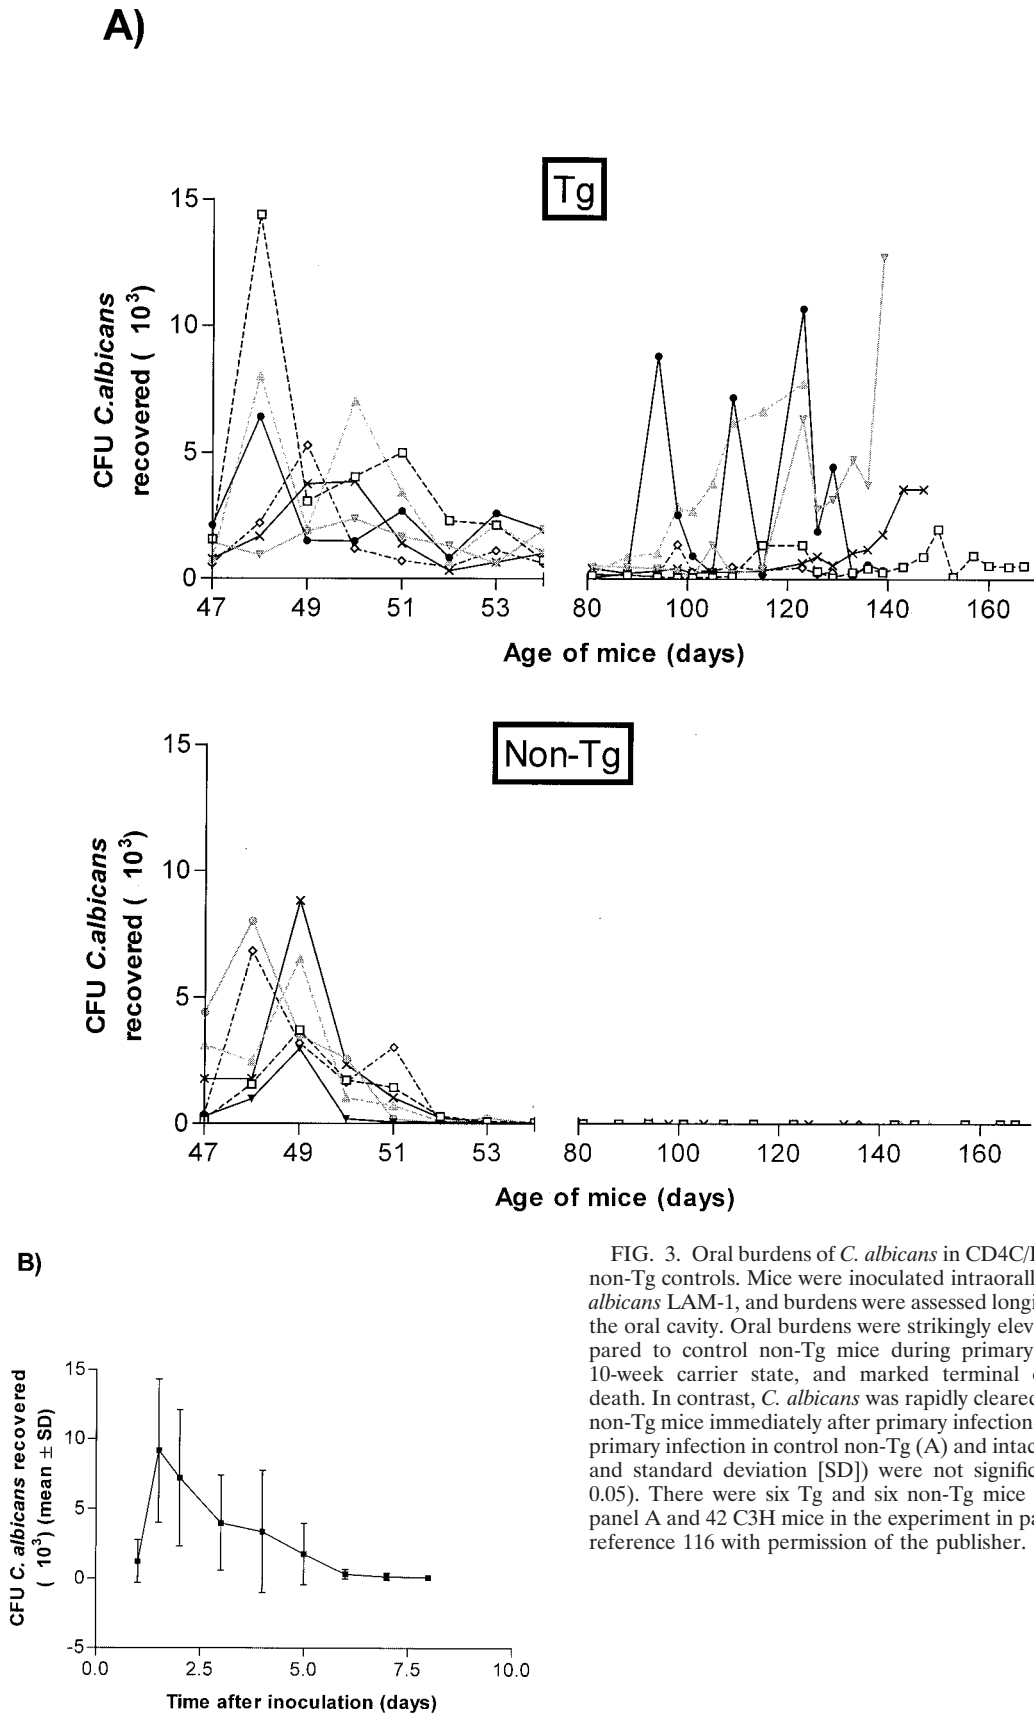 A)
Tg
15
10
5
0
CFU C.albicans
recovered ( 10³)
47 49 51 53 80 100 120 140 160
Age of mice (days)
Non-Tg
15
10
5
0
CFU C.albicans
recovered ( 10³)
47 49 51 53 80 100 120 140 160
Age of mice (days)
B)
15
10
5
0
-5
CFU C. albicans recovered
( 10³) (mean ± SD)
0.0 2.5 5.0 7.5 10.0
Time after inoculation (days)
FIG. 3. Oral burdens of C. albicans in CD4C/
non-Tg controls. Mice were inoculated intraorall
albicans LAM-1, and burdens were assessed longi
the oral cavity. Oral burdens were strikingly elev
pared to control non-Tg mice during primary
10-week carrier state, and marked terminal
death. In contrast, C. albicans was rapidly cleared
non-Tg mice immediately after primary infection
primary infection in control non-Tg (A) and intac
and standard deviation [SD]) were not signific
0.05). There were six Tg and six non-Tg mice
panel A and 42 C3H mice in the experiment in pa
reference 116 with permission of the publisher.